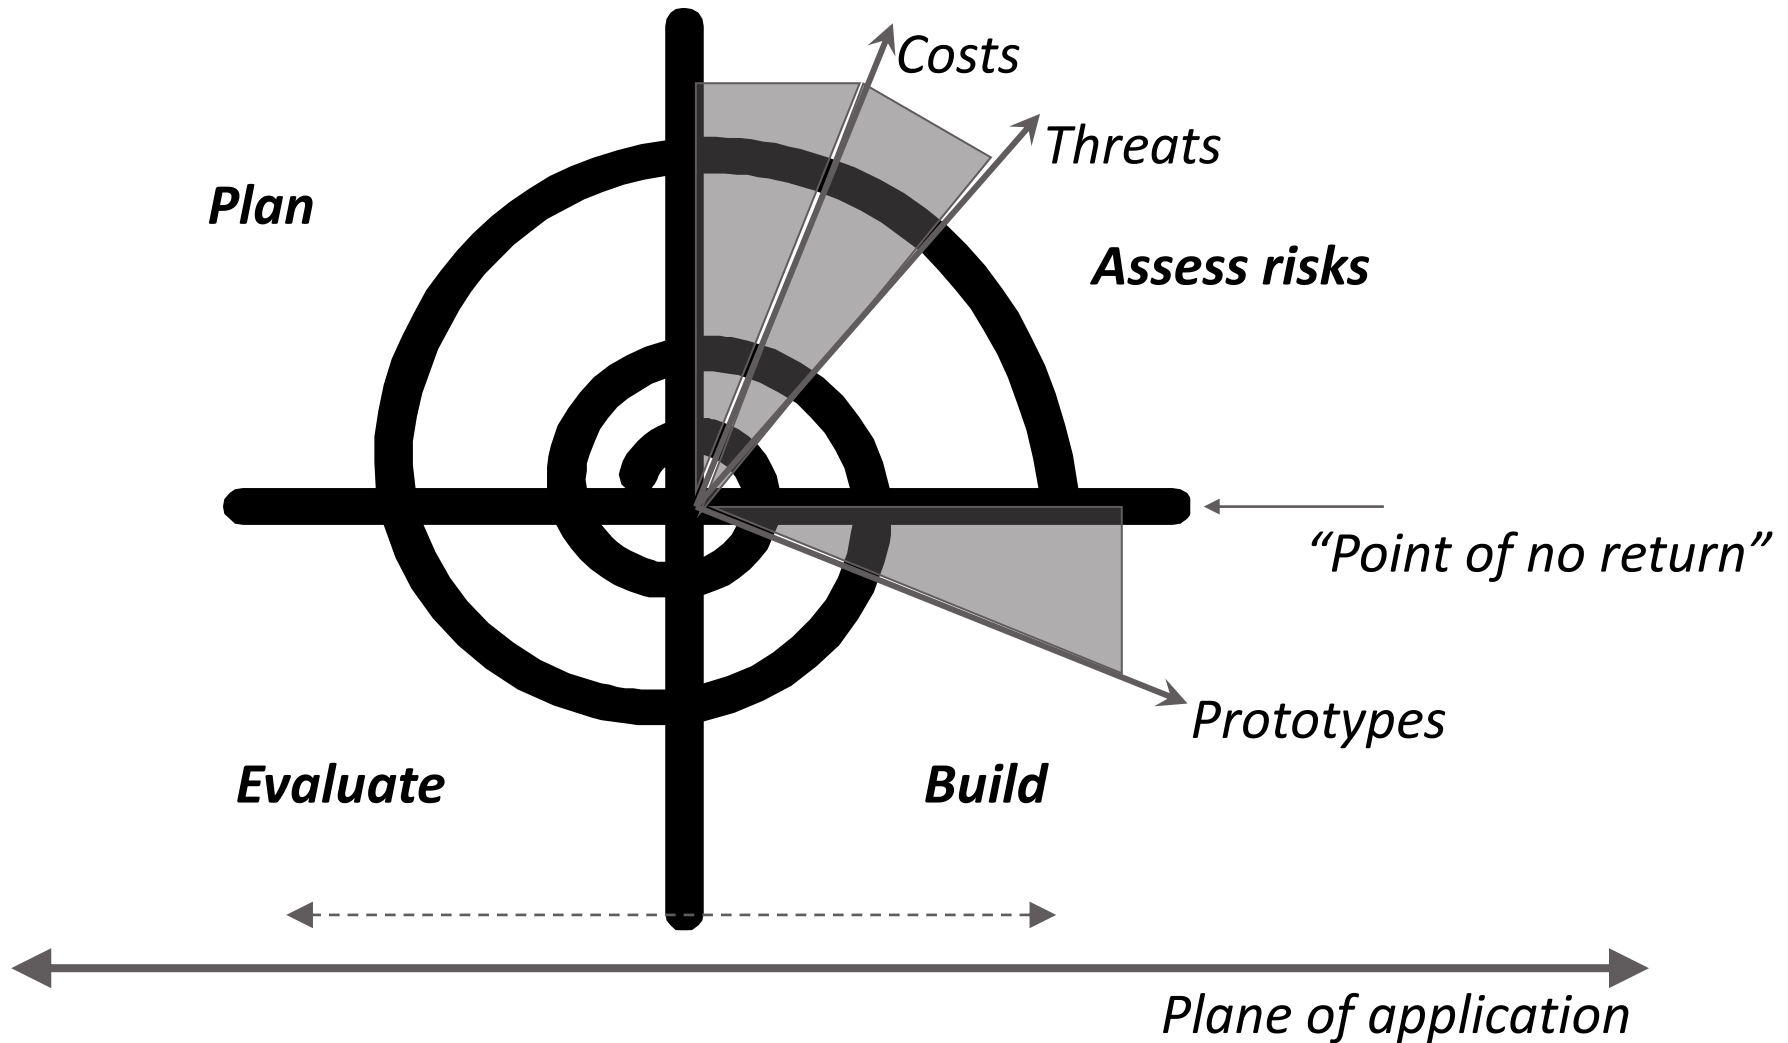 Costs
Threats
Plan
Assess risks
“Point of no return”
Prototypes
Evaluate
Build
Plane of application